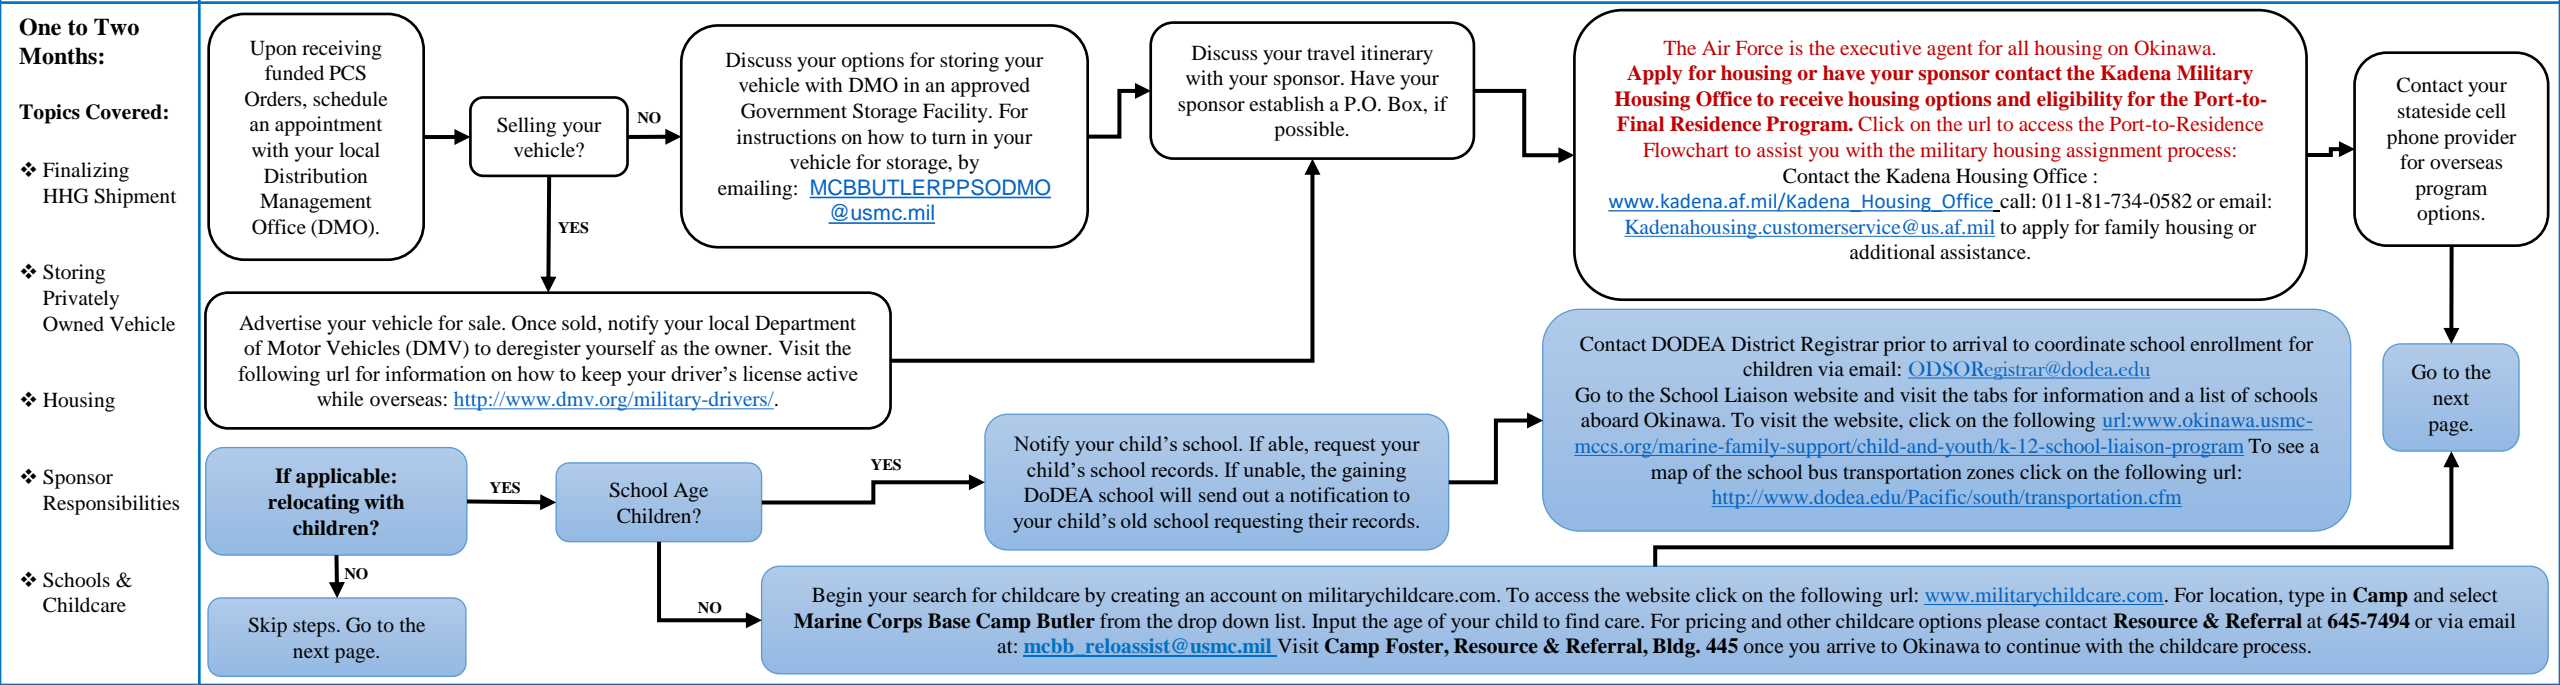 One to Two
Months:
Topics Covered:
❖ Finalizing
HHG Shipment
❖ Storing
Privately
Owned Vehicle
❖ Housing
❖ Sponsor
Responsibilities
❖ Schools &
Childcare
Upon receiving
funded PCS
Orders, schedule
an appointment
with your local
Distribution
Management
Office (DMO).
Selling your
vehicle?
NO
YES
Discuss your options for storing your
vehicle with DMO in an approved
Government Storage Facility. For
instructions on how to turn in your
vehicle for storage, by
emailing: MCBBUTLERPPSODMO
@usmc.mil
Advertise your vehicle for sale. Once sold, notify your local Department
of Motor Vehicles (DMV) to deregister yourself as the owner. Visit the
following url for information on how to keep your driver's license active
while overseas: http://www.dmv.org/military-drivers/.
Discuss your travel itinerary
with your sponsor. Have your
sponsor establish a P.O. Box, if
possible.
The Air Force is the executive agent for all housing on Okinawa.
Apply for housing or have your sponsor contact the Kadena Military
Housing Office to receive housing options and eligibility for the Port-to-
Final Residence Program. Click on the url to access the Port-to-Residence
Flowchart to assist you with the military housing assignment process:
Contact the Kadena Housing Office :
www.kadena.af.mil/Kadena_Housing_Office call: 011-81-734-0582 or email:
Kadenahousing.customerservice@us.af.mil to apply for family housing or
additional assistance.
Contact your
stateside cell
phone provider
for overseas
program
options.
Go to the
next
page.
If applicable:
relocating with
children?
YES
NO
Skip steps. Go to the
next page.
School Age
Children?
YES
NO
Notify your child's school. If able, request your
child's school records. If unable, the gaining
DoDEA school will send out a notification to
your child's old school requesting their records.
Contact DODEA District Registrar prior to arrival to coordinate school enrollment for
children via email: ODSORegistrar@dodea.edu
Go to the School Liaison website and visit the tabs for information and a list of schools
aboard Okinawa. To visit the website, click on the following url:www.okinawa.usmc-
mccs.org/marine-family-support/child-and-youth/k-12-school-liaison-program To see a
map of the school bus transportation zones click on the following url:
http://www.dodea.edu/Pacific/south/transportation.cfm
Begin your search for childcare by creating an account on militarychildcare.com. To access the website click on the following url: www.militarychildcare.com. For location, type in Camp and select
Marine Corps Base Camp Butler from the drop down list. Input the age of your child to find care. For pricing and other childcare options please contact Resource & Referral at 645-7494 or via email
at: mcbb_reloassist@usmc.mil Visit Camp Foster, Resource & Referral, Bldg. 445 once you arrive to Okinawa to continue with the childcare process.